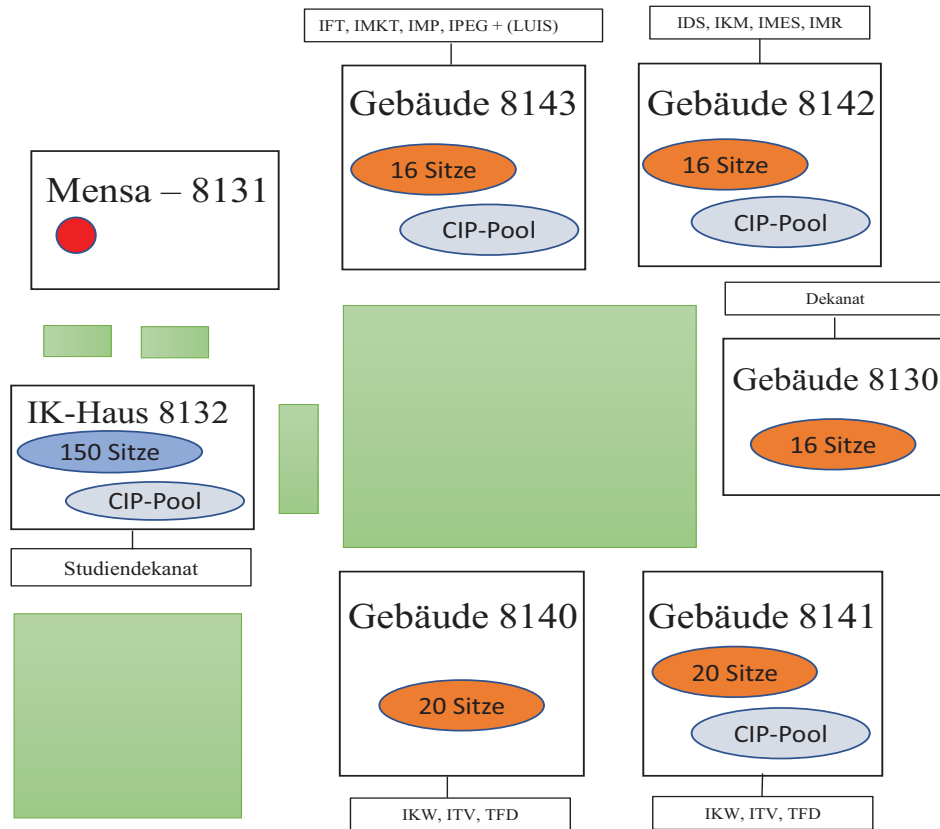 IFT, IMKT, IMP, IPEG + (LUIS)
IDS, IKM, IMES, IMR
Gebäude 8143
16 Sitze
CIP-Pool
Gebäude 8142
16 Sitze
CIP-Pool
Mensa – 8131
Dekanat
Gebäude 8130
16 Sitze
IK-Haus 8132
150 Sitze
CIP-Pool
Studiendekanat
Gebäude 8140
20 Sitze
Gebäude 8141
20 Sitze
CIP-Pool
IKW, ITV, TFD
IKW, ITV, TFD